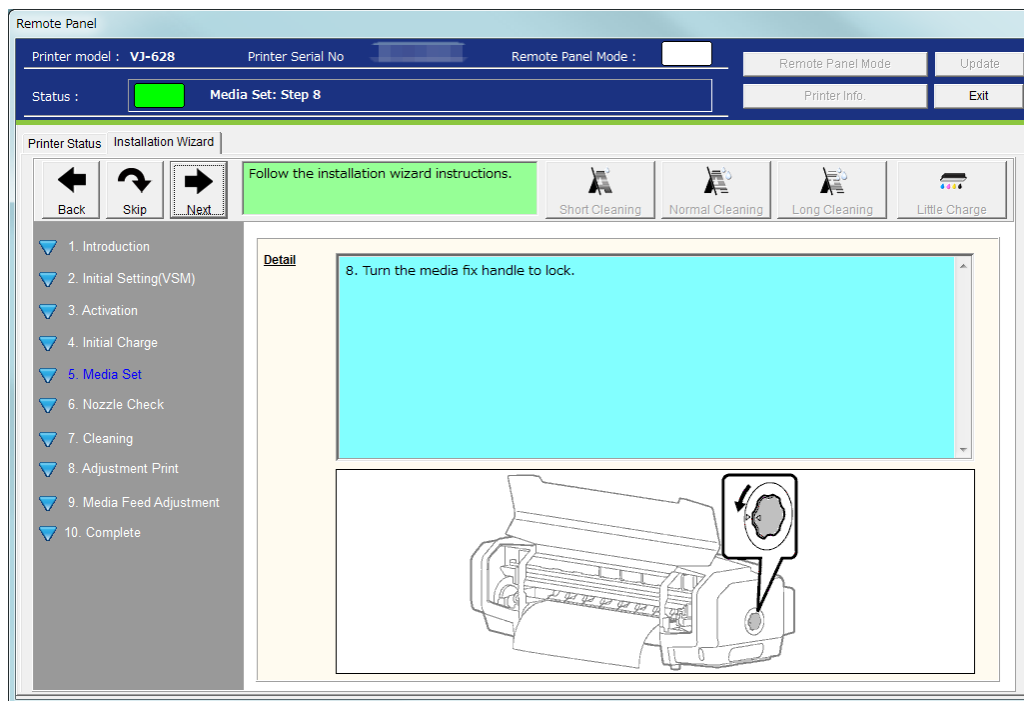 Remote Panel
Printer model : VJ-628 Printer Serial No Remote Panel Mode :
Remote Panel Mode Update
Status : Media Set: Step 8
Printer Info. Exit
Printer Status Installation Wizard
Follow the installation wizard instructions.
Back Skip Next Short Cleaning Normal Cleaning Long Cleaning Little Charge
1. Introduction
2. Initial Setting(VSM)
3. Activation
4. Initial Charge
5. Media Set
6. Nozzle Check
7. Cleaning
8. Adjustment Print
9. Media Feed Adjustment
10. Complete
Detail
8. Turn the media fix handle to lock.